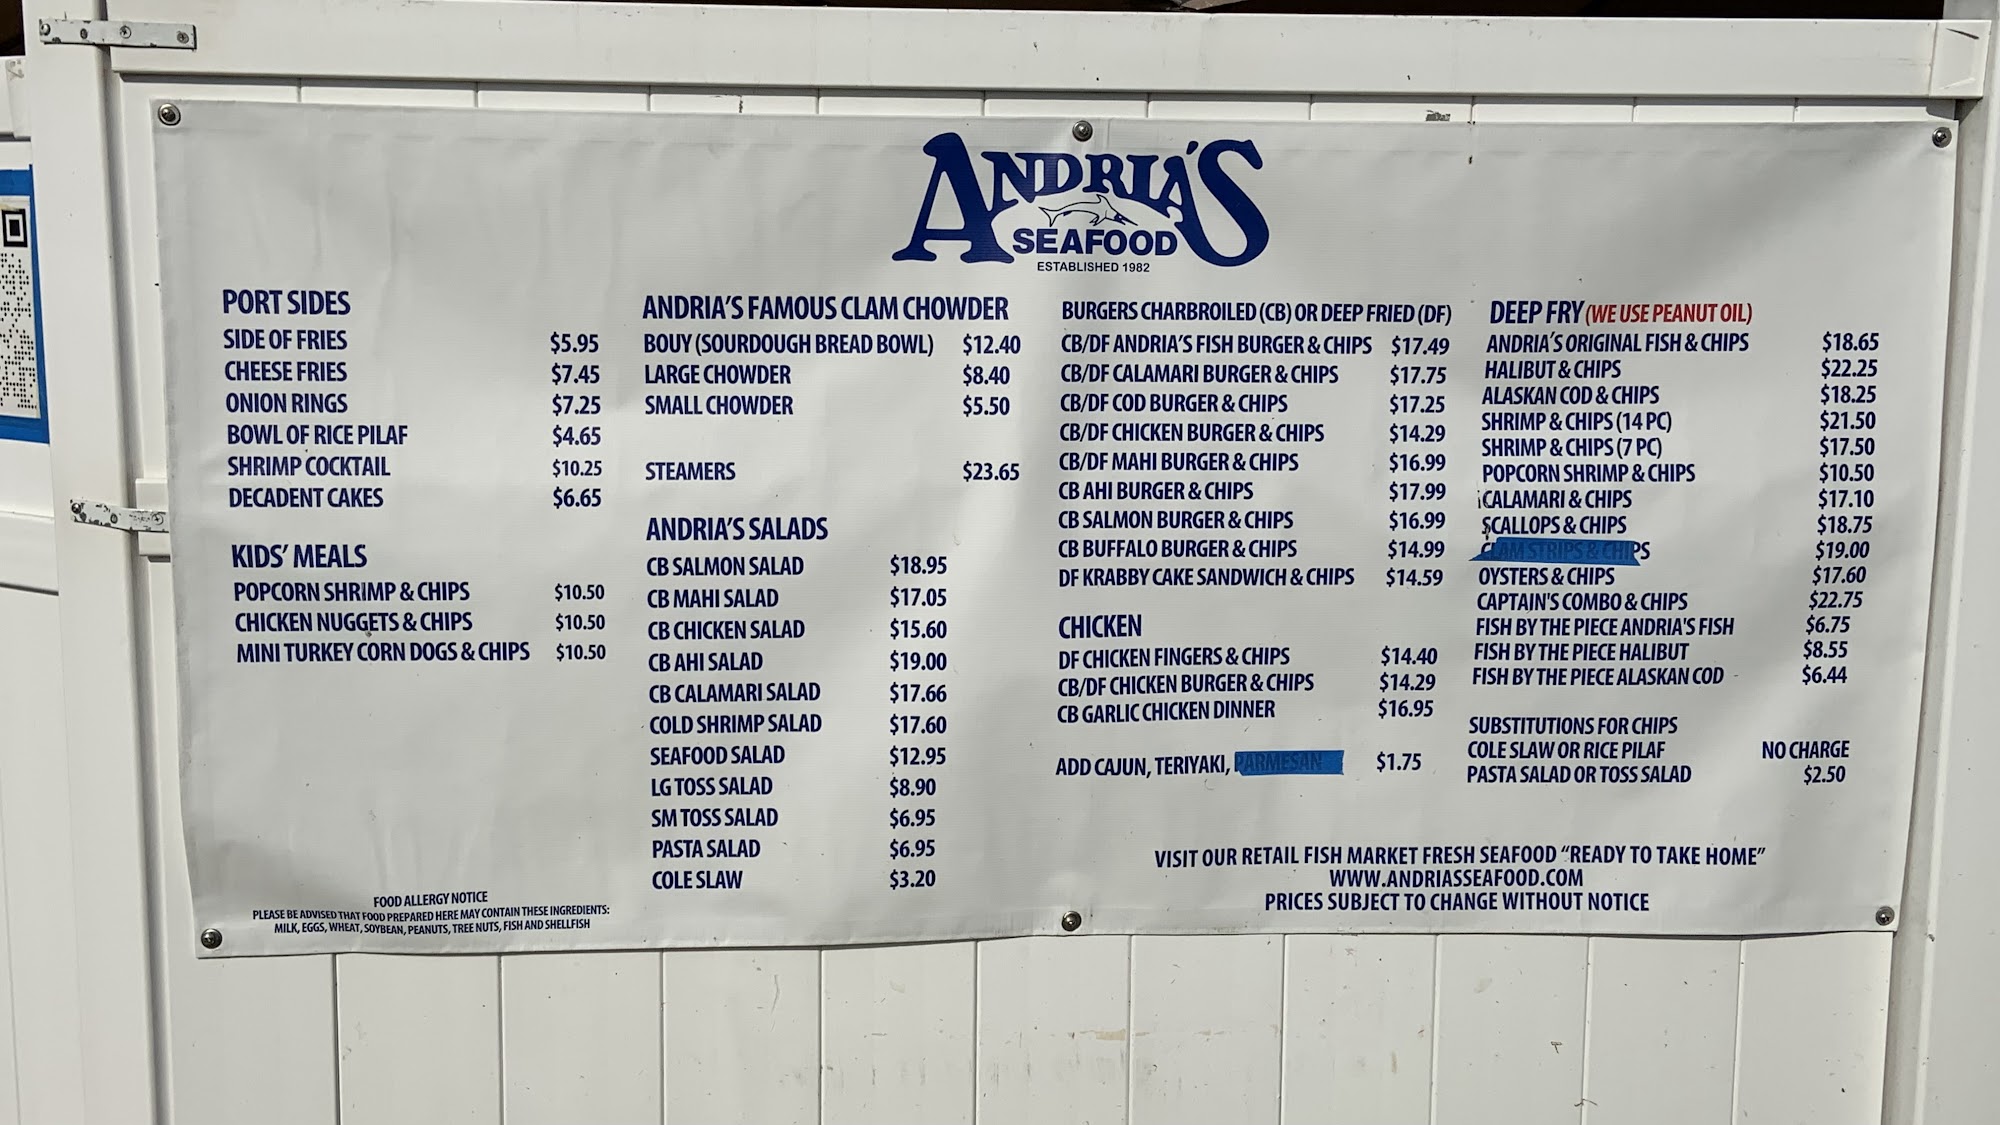 ANDRIA'S
SEAFOOD
ESTABLISHED 1982
PORT SIDES
SIDE OF FRIES $5.95
CHEESE FRIES $7.45
ONION RINGS $7.25
BOWL OF RICE PILAF $4.65
SHRIMP COCKTAIL $10.25
DECADENT CAKES $6.65
KIDS' MEALS
POPCORN SHRIMP & CHIPS $10.50
CHICKEN NUGGETS & CHIPS $10.50
MINI TURKEY CORN DOGS & CHIPS $10.50
FOOD ALLERGY NOTICE
PLEASE BE ADVISED THAT FOOD PREPARED HERE MAY CONTAIN THESE INGREDIENTS:
MILK, EGGS, WHEAT, SOYBEAN, PEANUTS, TREE NUTS, FISH AND SHELLFISH
ANDRIA'S FAMOUS CLAM CHOWDER
BOUY (SOURDOUGH BREAD BOWL) $12.40
LARGE CHOWDER $8.40
SMALL CHOWDER $5.50
STEAMERS $23.65
ANDRIA'S SALADS
CB SALMON SALAD $18.95
CB MAHI SALAD $17.05
CB CHICKEN SALAD $15.60
CB AHI SALAD $19.00
CB CALAMARI SALAD $17.66
COLD SHRIMP SALAD $17.60
SEAFOOD SALAD $12.95
LG TOSS SALAD $8.90
SM TOSS SALAD $6.95
PASTA SALAD $6.95
COLE SLAW $3.20
BURGERS CHARBROILED (CB) OR DEEP FRIED (DF)
CB/DF ANDRIA'S FISH BURGER & CHIPS $17.49
CB/DF CALAMARI BURGER & CHIPS $17.75
CB/DF COD BURGER & CHIPS $17.25
CB/DF CHICKEN BURGER & CHIPS $14.29
CB/DF MAHI BURGER & CHIPS $16.99
CB AHI BURGER & CHIPS $17.99
CB SALMON BURGER & CHIPS $16.99
CB BUFFALO BURGER & CHIPS $14.99
DF KRABBY CAKE SANDWICH & CHIPS $14.59
CHICKEN
DF CHICKEN FINGERS & CHIPS $14.40
CB/DF CHICKEN BURGER & CHIPS $14.29
CB GARLIC CHICKEN DINNER $16.95
ADD CAJUN, TERIYAKI, PARMESAN $1.75
DEEP FRY (WE USE PEANUT OIL)
ANDRIA'S ORIGINAL FISH & CHIPS $18.65
HALIBUT & CHIPS $22.25
ALASKAN COD & CHIPS $18.25
SHRIMP & CHIPS (14 PC) $21.50
SHRIMP & CHIPS (7 PC) $17.50
POPCORN SHRIMP & CHIPS $10.50
CALAMARI & CHIPS $17.10
SCALLOPS & CHIPS $18.75
CLAM STRIPS & CHIPS $19.00
OYSTERS & CHIPS $17.60
CAPTAIN'S COMBO & CHIPS $22.75
FISH BY THE PIECE ANDRIA'S FISH $6.75
FISH BY THE PIECE HALIBUT $8.55
FISH BY THE PIECE ALASKAN COD $6.44
SUBSTITUTIONS FOR CHIPS
COLE SLAW OR RICE PILAF NO CHARGE
PASTA SALAD OR TOSS SALAD $2.50
VISIT OUR RETAIL FISH MARKET FRESH SEAFOOD "READY TO TAKE HOME"
WWW.ANDRIASSEAFOOD.COM
PRICES SUBJECT TO CHANGE WITHOUT NOTICE